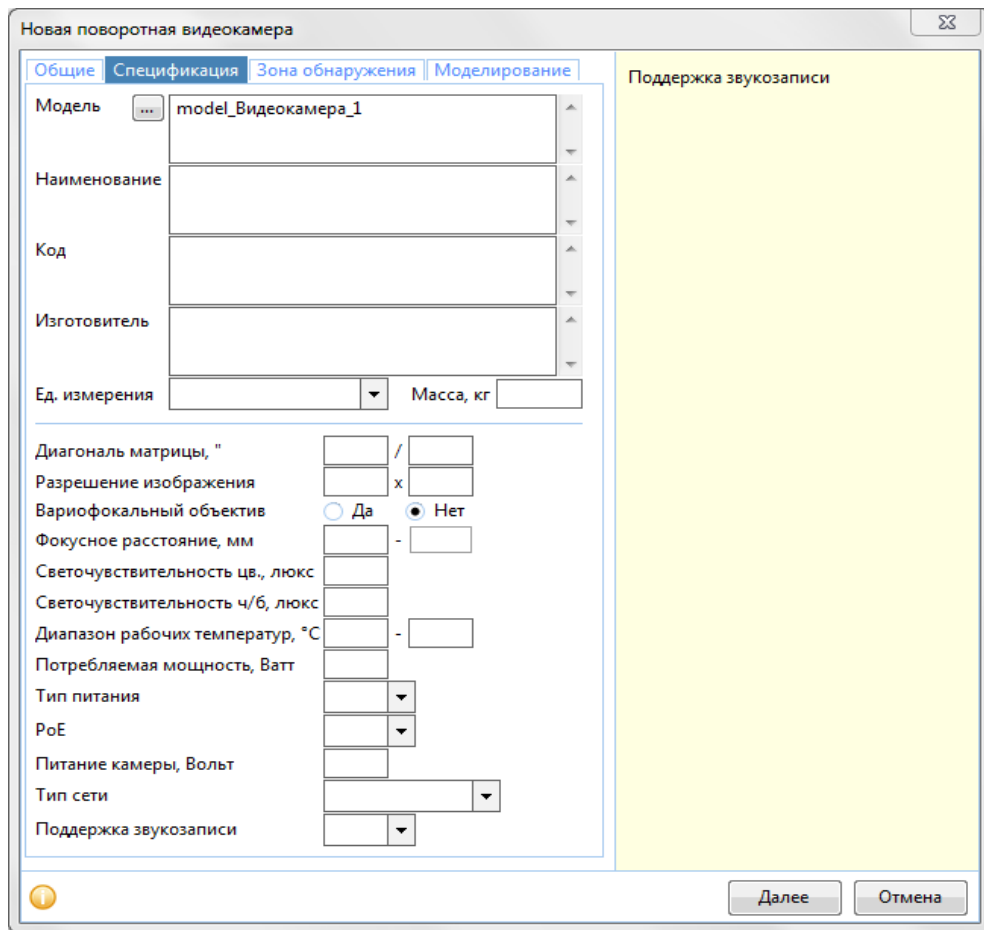 Новая поворотная видеокамера
Общие Спецификация Зона обнаружения Моделирование
Поддержка звукозаписи
Модель ... model_Видеокамера_1
Наименование
Код
Изготовитель
Ед. измерения Масса, кг
Диагональ матрицы, " /
Разрешение изображения x
Вариофокальный объектив Да Нет
Фокусное расстояние, мм -
Светочувствительность цв., люкс
Светочувствительность ч/б, люкс
Диапазон рабочих температур, °С -
Потребляемая мощность, Ватт
Тип питания
PoE
Питание камеры, Вольт
Тип сети
Поддержка звукозаписи
Далее Отмена